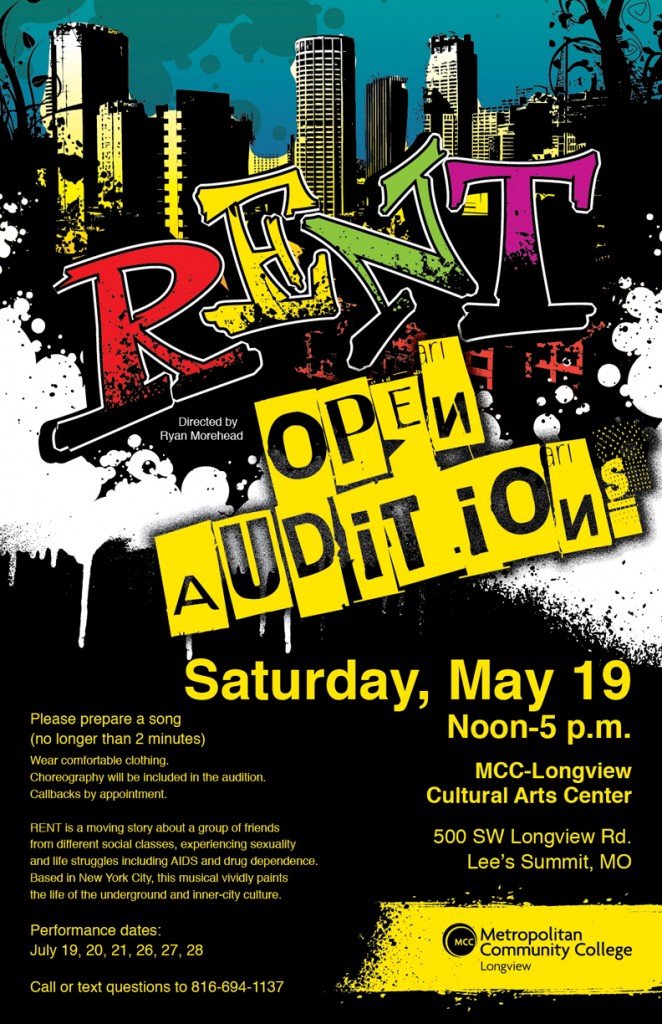 RENT
Directed by
Ryan Morehead
OPEN
AUDITIONS
Saturday, May 19
Noon-5 p.m.
MCC-Longview
Cultural Arts Center
500 SW Longview Rd.
Lee's Summit, MO
Please prepare a song
(no longer than 2 minutes)
Wear comfortable clothing.
Choreography will be included in the audition.
Callbacks by appointment.
RENT is a moving story about a group of friends
from different social classes, experiencing sexuality
and life struggles including AIDS and drug dependence.
Based in New York City, this musical vividly paints
the life of the underground and inner-city culture.
Performance dates:
July 19, 20, 21, 26, 27, 28
Call or text questions to 816-694-1137
MCC
Metropolitan
Community College
Longview